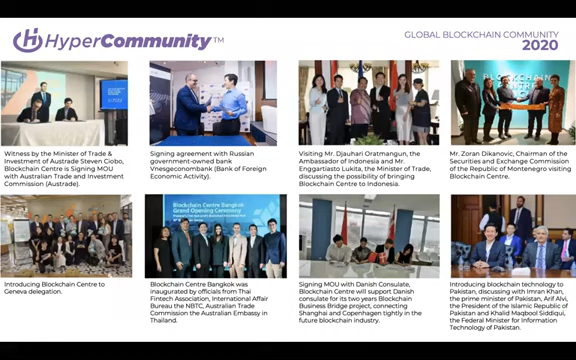 HyperCommunity™
GLOBAL BLOCKCHAIN COMMUNITY
2020
Witness by the Minister of Trade &
Investment of Austrade Steven Ciobo,
Blockchain Centre is Signing MOU
with Australian Trade and Investment
Commission (Austrade).
Signing agreement with Russian
government-owned bank
Vnesgeconombank (Bank of Foreign
Economic Activity).
Visiting Mr. Djauhari Oratmangun, the
Ambassador of Indonesia and Mr.
Enggartiasto Lukita, the Minister of Trade,
discussing the possibility of bringing
Blockchain Centre to Indonesia.
BLOCKCHAIN
CENTRE
Mr. Zoran Dikanovic, Chairman of the
Securities and Exchange Commission
of the Republic of Montenegro visiting
Blockchain Centre.
Introducing Blockchain Centre to
Geneva delegation.
Blockchain Centre Bangkok
Grand Opening Ceremony
Blockchain Centre Bangkok was
inaugurated by officials from Thai
Fintech Association, International Affair
Bureau the NBTC, Australian Trade
Commission the Australian Embassy in
Thailand.
Signing MOU with Danish Consulate,
Blockchain Centre will support Danish
consulate for its two years Blockchain
Business Bridge project, connecting
Shanghai and Copenhagen tightly in the
future blockchain industry.
Introducing blockchain technology to
Pakistan, discussing with Imran Khan,
the prime minister of Pakistan, Arif Alvi,
the President of the Islamic Republic of
Pakistan and Khalid Maqbool Siddiqui,
the Federal Minister for Information
Technology of Pakistan.